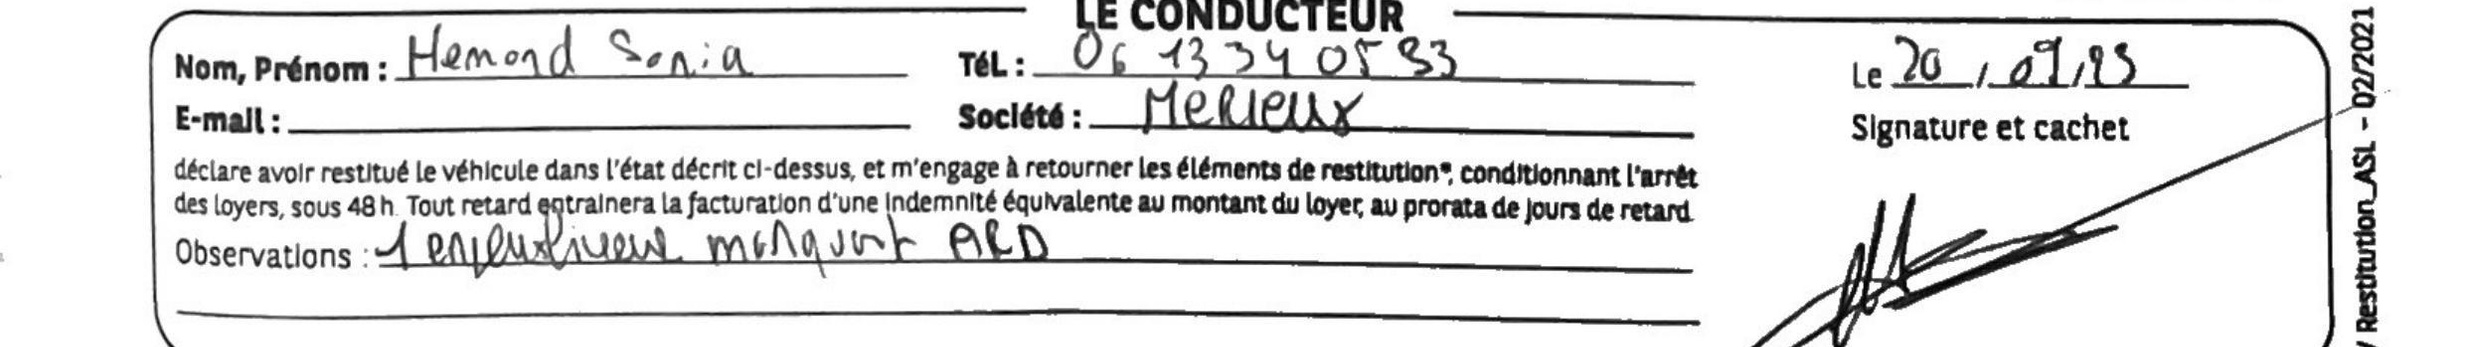 LE CONDUCTEUR
Nom, Prénom : Hemond Sonia
Tél. : 06 13 34 05 83
Le 20 / 09 / 23
E-mail :
Société : Merieux
Signature et cachet
déclare avoir restitué le véhicule dans l'état décrit ci-dessus, et m'engage à retourner les éléments de restitution*, conditionnant l'arrêt
des loyers, sous 48 h. Tout retard entraînera la facturation d'une indemnité équivalente au montant du loyer, au prorata de jours de retard.
Observations : 1 enjoliveur manquant ARD
/ Restitution_ASL - 02/2021